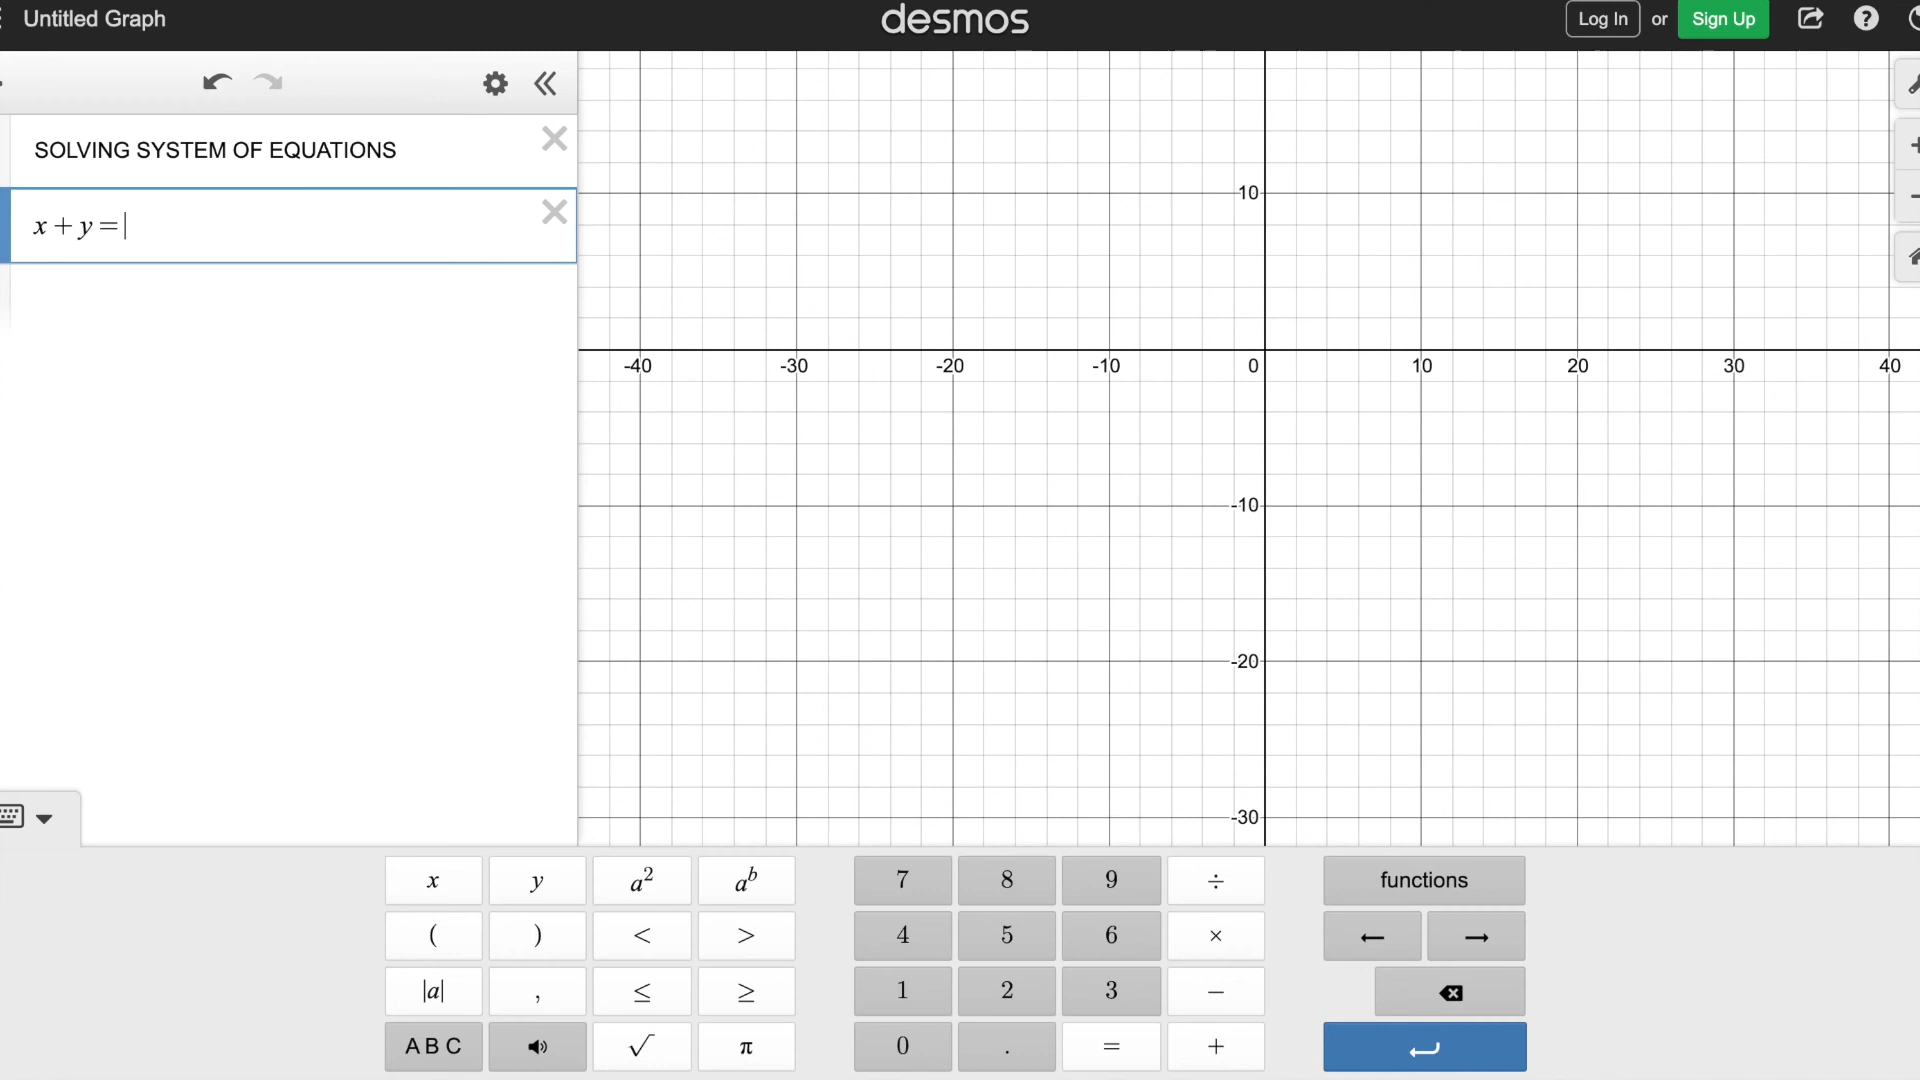 Untitled Graph
desmos
Log In or Sign Up
SOLVING SYSTEM OF EQUATIONS
x + y =
10
-40 -30 -20 -10 0 10 20 30 40
-10
-20
-30
x y a² aᵇ 7 8 9 ÷ functions
( ) < > 4 5 6 × ← →
|a| , ≤ ≥ 1 2 3 −
A B C √ π 0 . = +